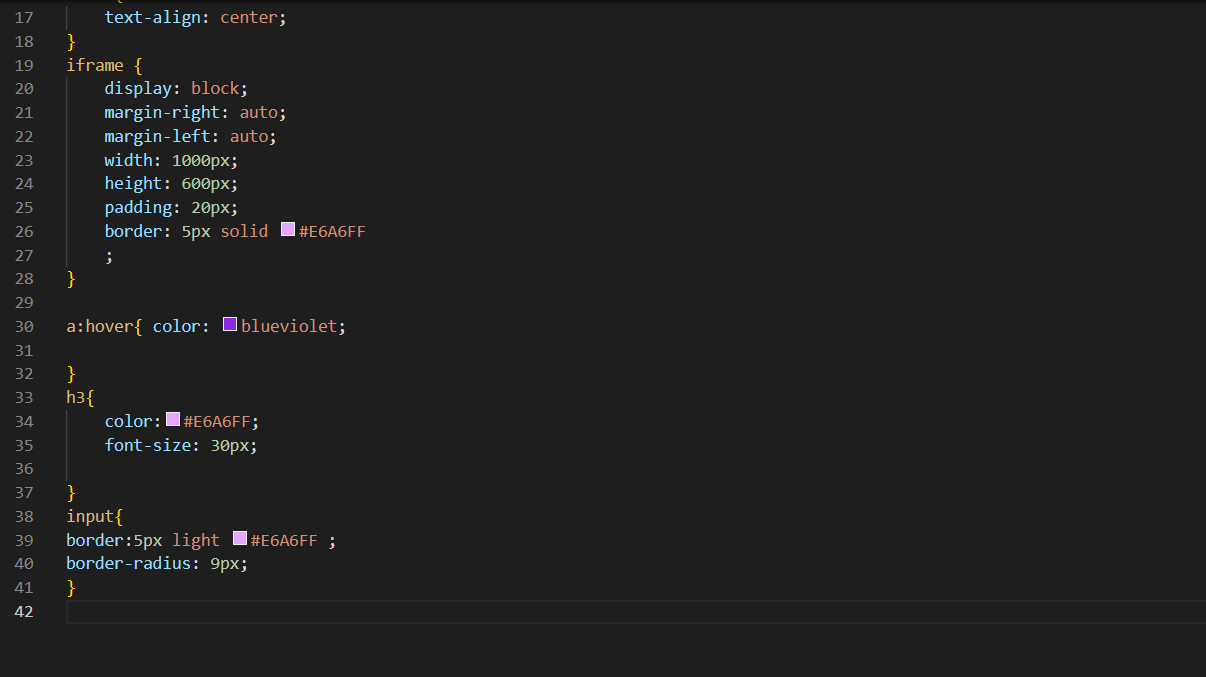 17 text-align: center;
18 }
19 iframe {
20 display: block;
21 margin-right: auto;
22 margin-left: auto;
23 width: 1000px;
24 height: 600px;
25 padding: 20px;
26 border: 5px solid #E6A6FF
27 ;
28 }
29
30 a:hover{ color: blueviolet;
31
32 }
33 h3{
34 color: #E6A6FF;
35 font-size: 30px;
36
37 }
38 input{
39 border:5px light #E6A6FF ;
40 border-radius: 9px;
41 }
42